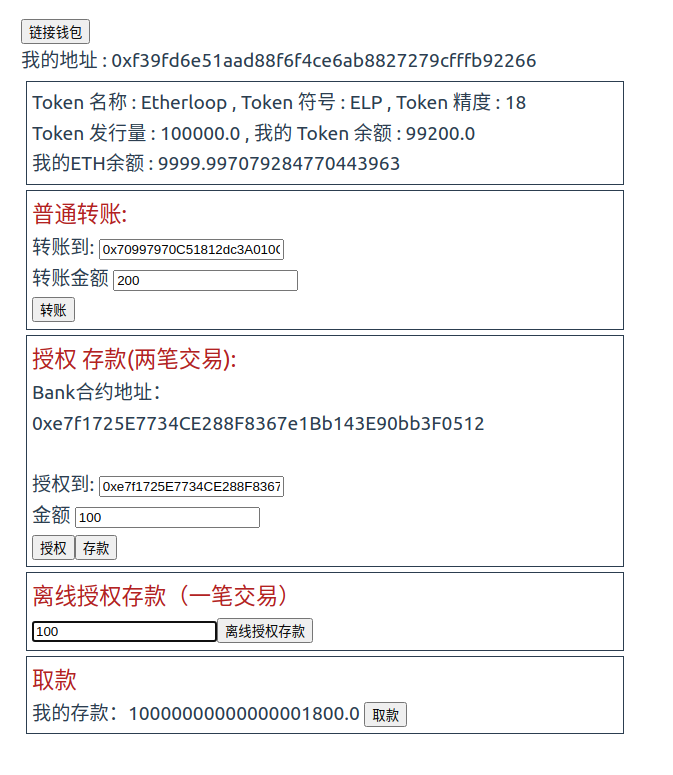 链接钱包
我的地址 : 0xf39fd6e51aad88f6f4ce6ab8827279cfffb92266
Token 名称 : Etherloop , Token 符号 : ELP , Token 精度 : 18
Token 发行量 : 100000.0 , 我的 Token 余额 : 99200.0
我的ETH余额 : 9999.997079284770443963
普通转账:
转账到: 0x70997970C51812dc3A010C
转账金额 200
转账
授权 存款(两笔交易):
Bank合约地址：
0xe7f1725E7734CE288F8367e1Bb143E90bb3F0512
授权到: 0xe7f1725E7734CE288F8367
金额 100
授权 存款
离线授权存款（一笔交易）
100 离线授权存款
取款
我的存款：10000000000000001800.0 取款